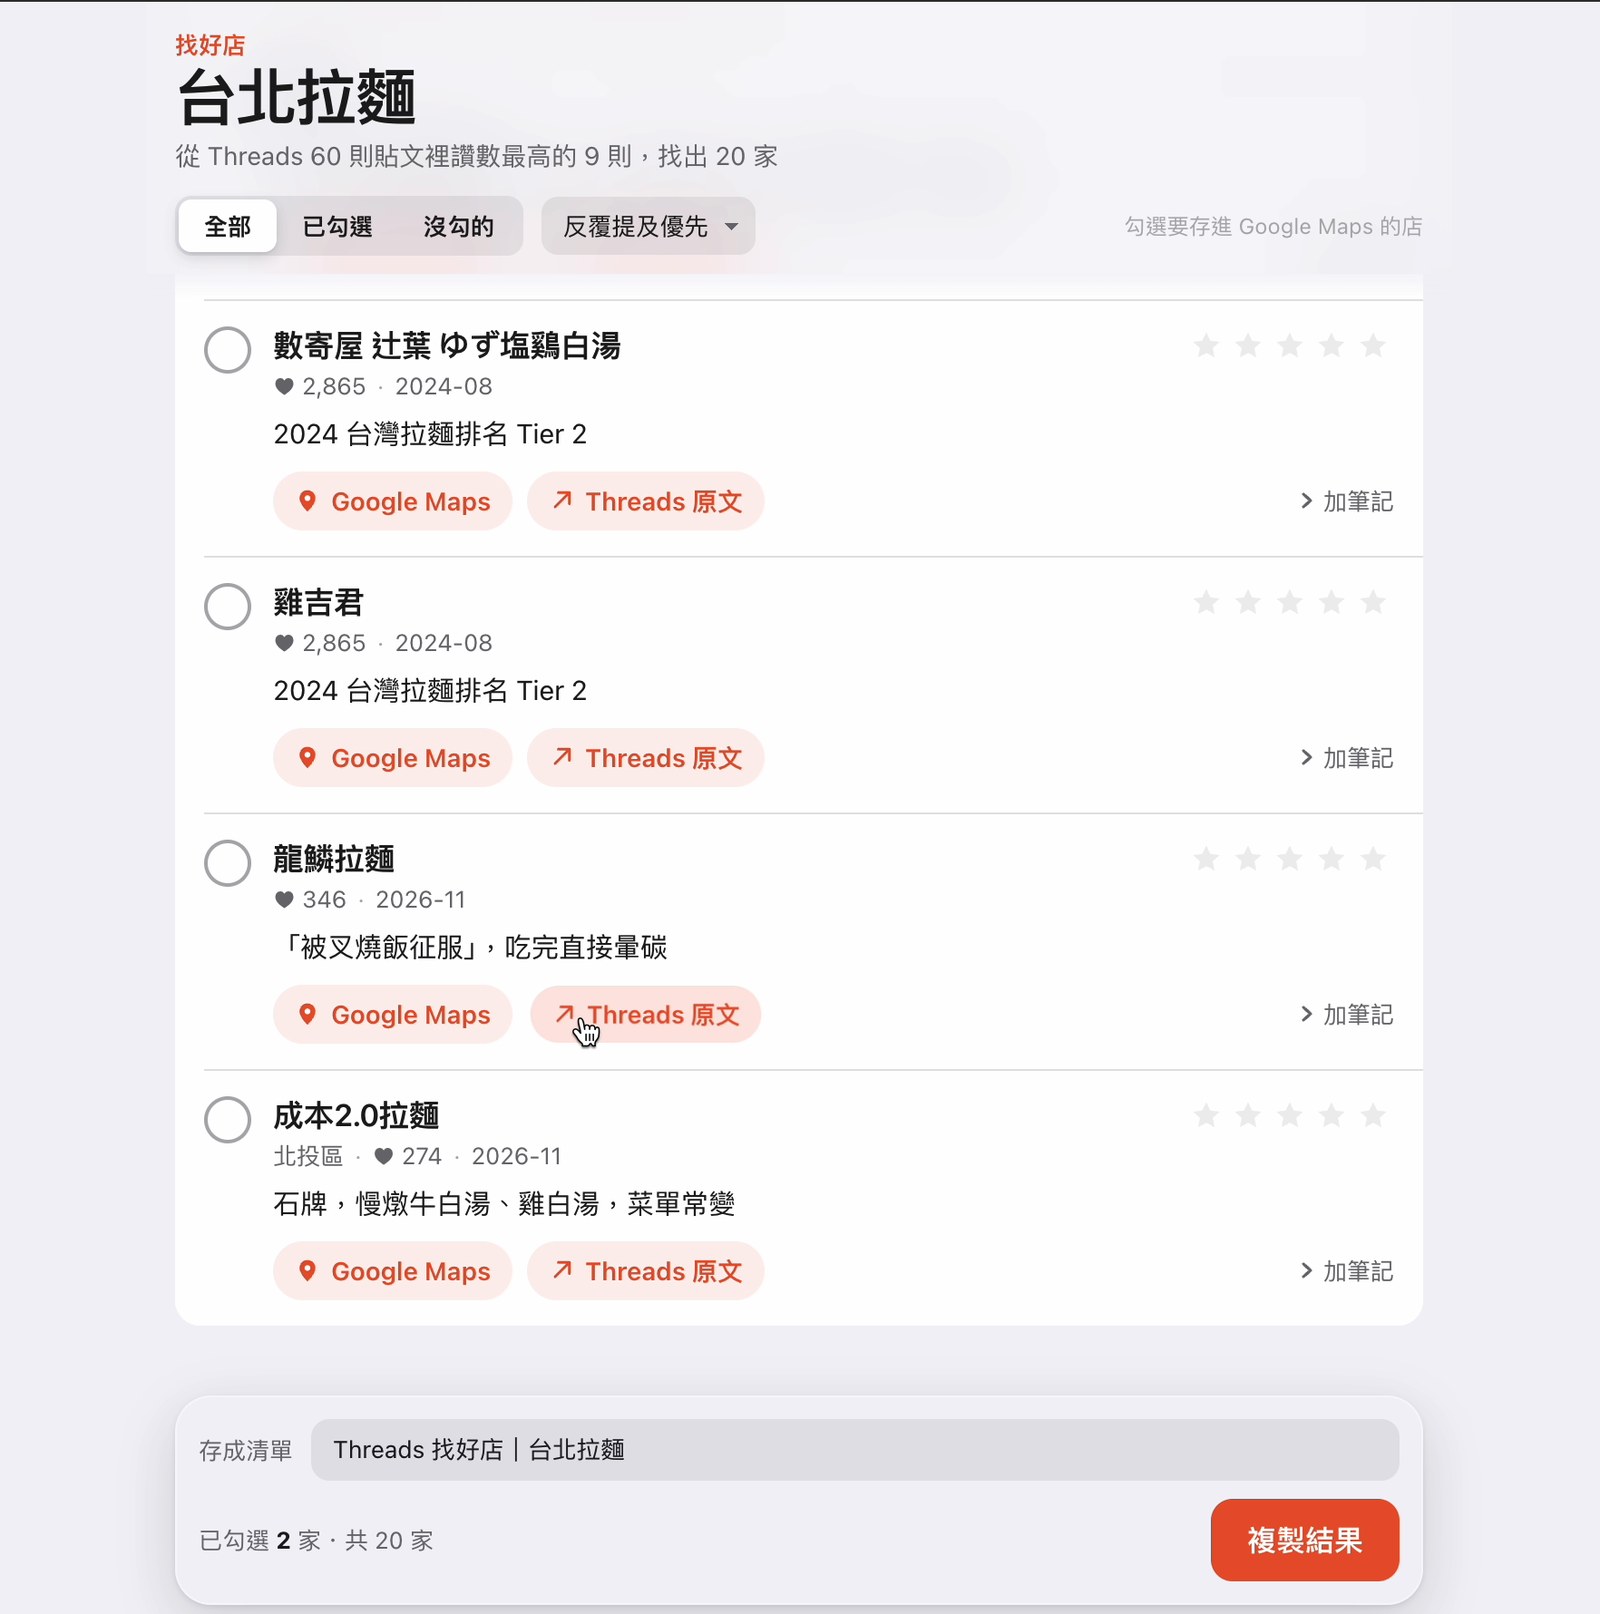 找好店
台北拉麵
從 Threads 60 則貼文裡讚數最高的 9 則，找出 20 家
全部 已勾選 沒勾的 反覆提及優先 勾選要存進 Google Maps 的店
數寄屋 辻葉 ゆず塩鷄白湯
2,865 · 2024-08
2024 台灣拉麵排名 Tier 2
Google Maps Threads 原文 加筆記
雞吉君
2,865 · 2024-08
2024 台灣拉麵排名 Tier 2
Google Maps Threads 原文 加筆記
龍鱗拉麵
346 · 2026-11
「被叉燒飯征服」，吃完直接暈碳
Google Maps Threads 原文 加筆記
成本2.0拉麵
北投區 · 274 · 2026-11
石牌，慢燉牛白湯、雞白湯，菜單常變
Google Maps Threads 原文 加筆記
存成清單 Threads 找好店｜台北拉麵
已勾選 2 家 · 共 20 家 複製結果